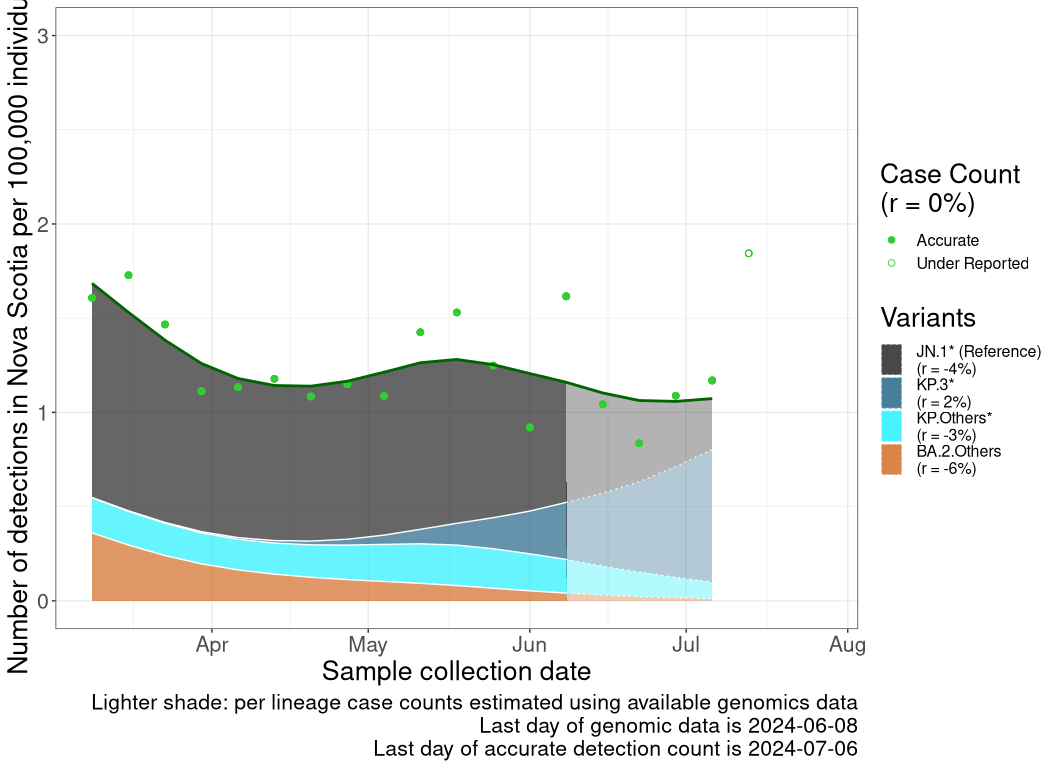 Number of detections in Nova Scotia per 100,000
3
2
1
0
Apr
May
Jun
Jul
Aug
Sample collection date
Case Count
(r = 0%)
Accurate
Under Reported
Variants
JN.1* (Reference)
(r = -4%)
KP.3*
(r = 2%)
KP.Others*
(r = -3%)
BA.2.Others
(r = -6%)
Lighter shade: per lineage case counts estimated using available genomics data
Last day of genomic data is 2024-06-08
Last day of accurate detection count is 2024-07-06